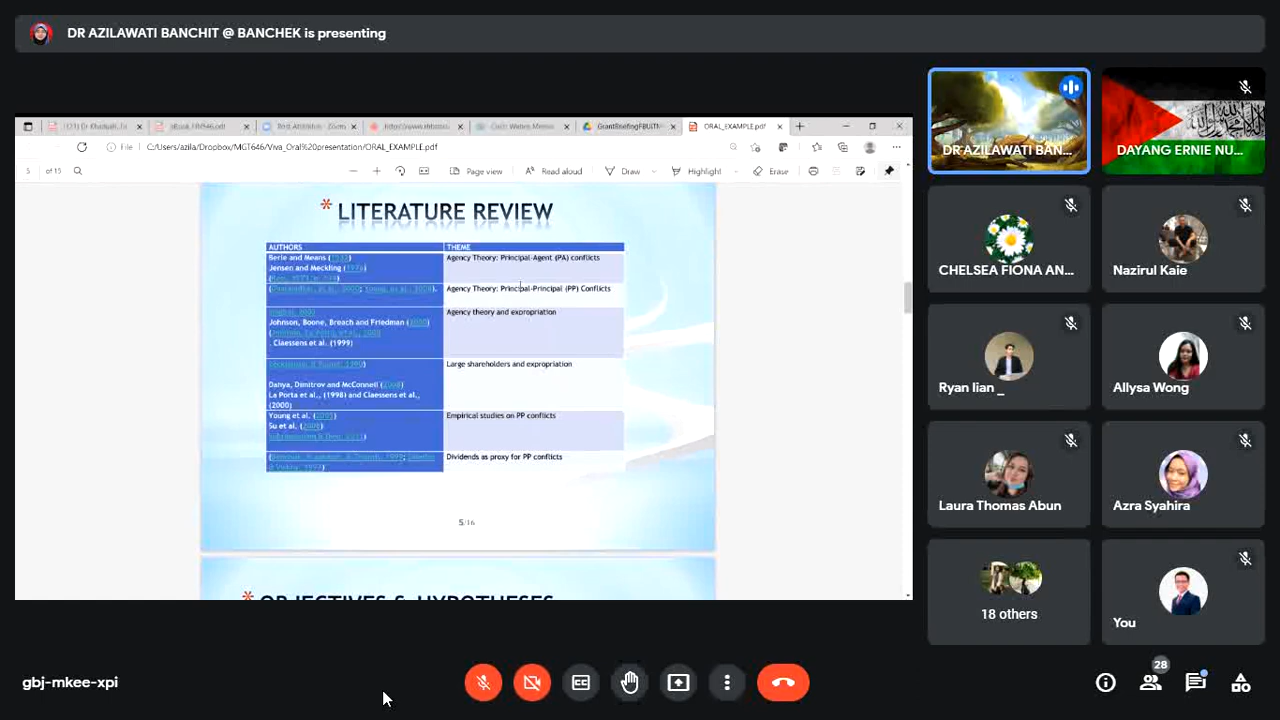 DR AZILAWATI BANCHIT @ BANCHEK is presenting
ORAL_EXAMPLE.pdf
File
C:/Users/azila/Dropbox/MGT646/Viva_Oral%20presentation/ORAL_EXAMPLE.pdf
5 of 15
Page view
Read aloud
Draw
Highlight
Erase
* LITERATURE REVIEW
AUTHORS THEME
Berle and Means (1932) Agency Theory: Principal-Agent (PA) conflicts
Jensen and Meckling (1976)
Agency Theory: Principal-Principal (PP) Conflicts
Agency theory and expropriation
Johnson, Boone, Breach and Friedman (2000)
. Claessens et al. (1999)
Large shareholders and expropriation
Dahya, Dimitrov and McConnell
La Porta et al., (1998) and Claessens et al.,
(2000)
Young et al. Empirical studies on PP conflicts
Su et al.
Dividends as proxy for PP conflicts
5/16
* OBJECTIVES & HYPOTHESES
DR AZILAWATI BAN...
DAYANG ERNIE NU...
CHELSEA FIONA AN...
Nazirul Kaie
Ryan Iian _
Allysa Wong
Laura Thomas Abun
Azra Syahira
18 others
You
gbj-mkee-xpi
28